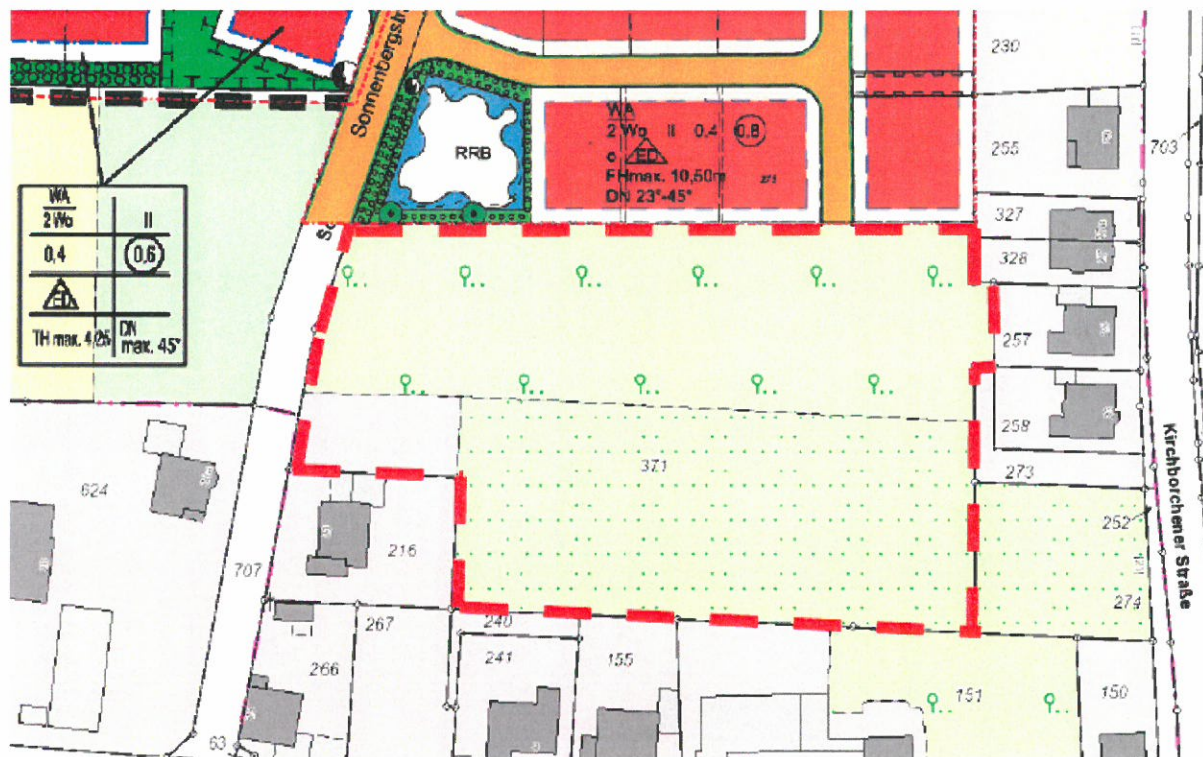 Sonnenbergstr
230
RRB
WA
2 Wo II 0,4 0,8
o ED
FHmax. 10,50m
DN 23°-45°
255
703
WA
2 Wo II
0,4 0,6
ED
TH max. 4,25 DN max. 45°
327
328
257
258
273
371
624
216
707
252
274
Kirchborchener Straße
267
240
241
155
266
151
150
63